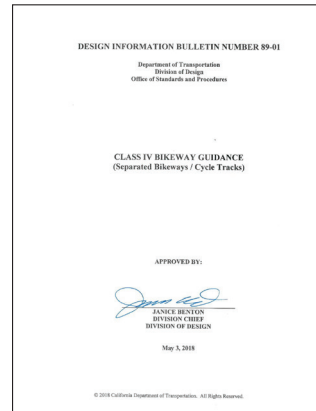 DESIGN INFORMATION BULLETIN NUMBER 89-01
Department of Transportation
Division of Design
Office of Standards and Procedures
CLASS IV BIKEWAY GUIDANCE
(Separated Bikeways / Cycle Tracks)
APPROVED BY:
JANICE BENTON
DIVISION CHIEF
DIVISION OF DESIGN
May 3, 2018
© 2018 California Department of Transportation. All Rights Reserved.